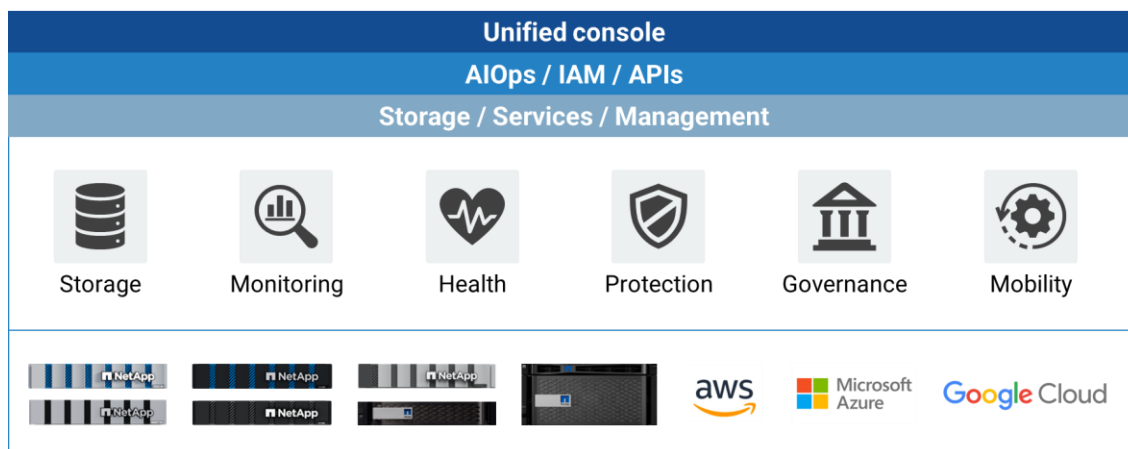 Unified console
AIOps / IAM / APIs
Storage / Services / Management
Storage Monitoring Health Protection Governance Mobility
NetApp NetApp NetApp
NetApp NetApp
aws Microsoft Azure Google Cloud